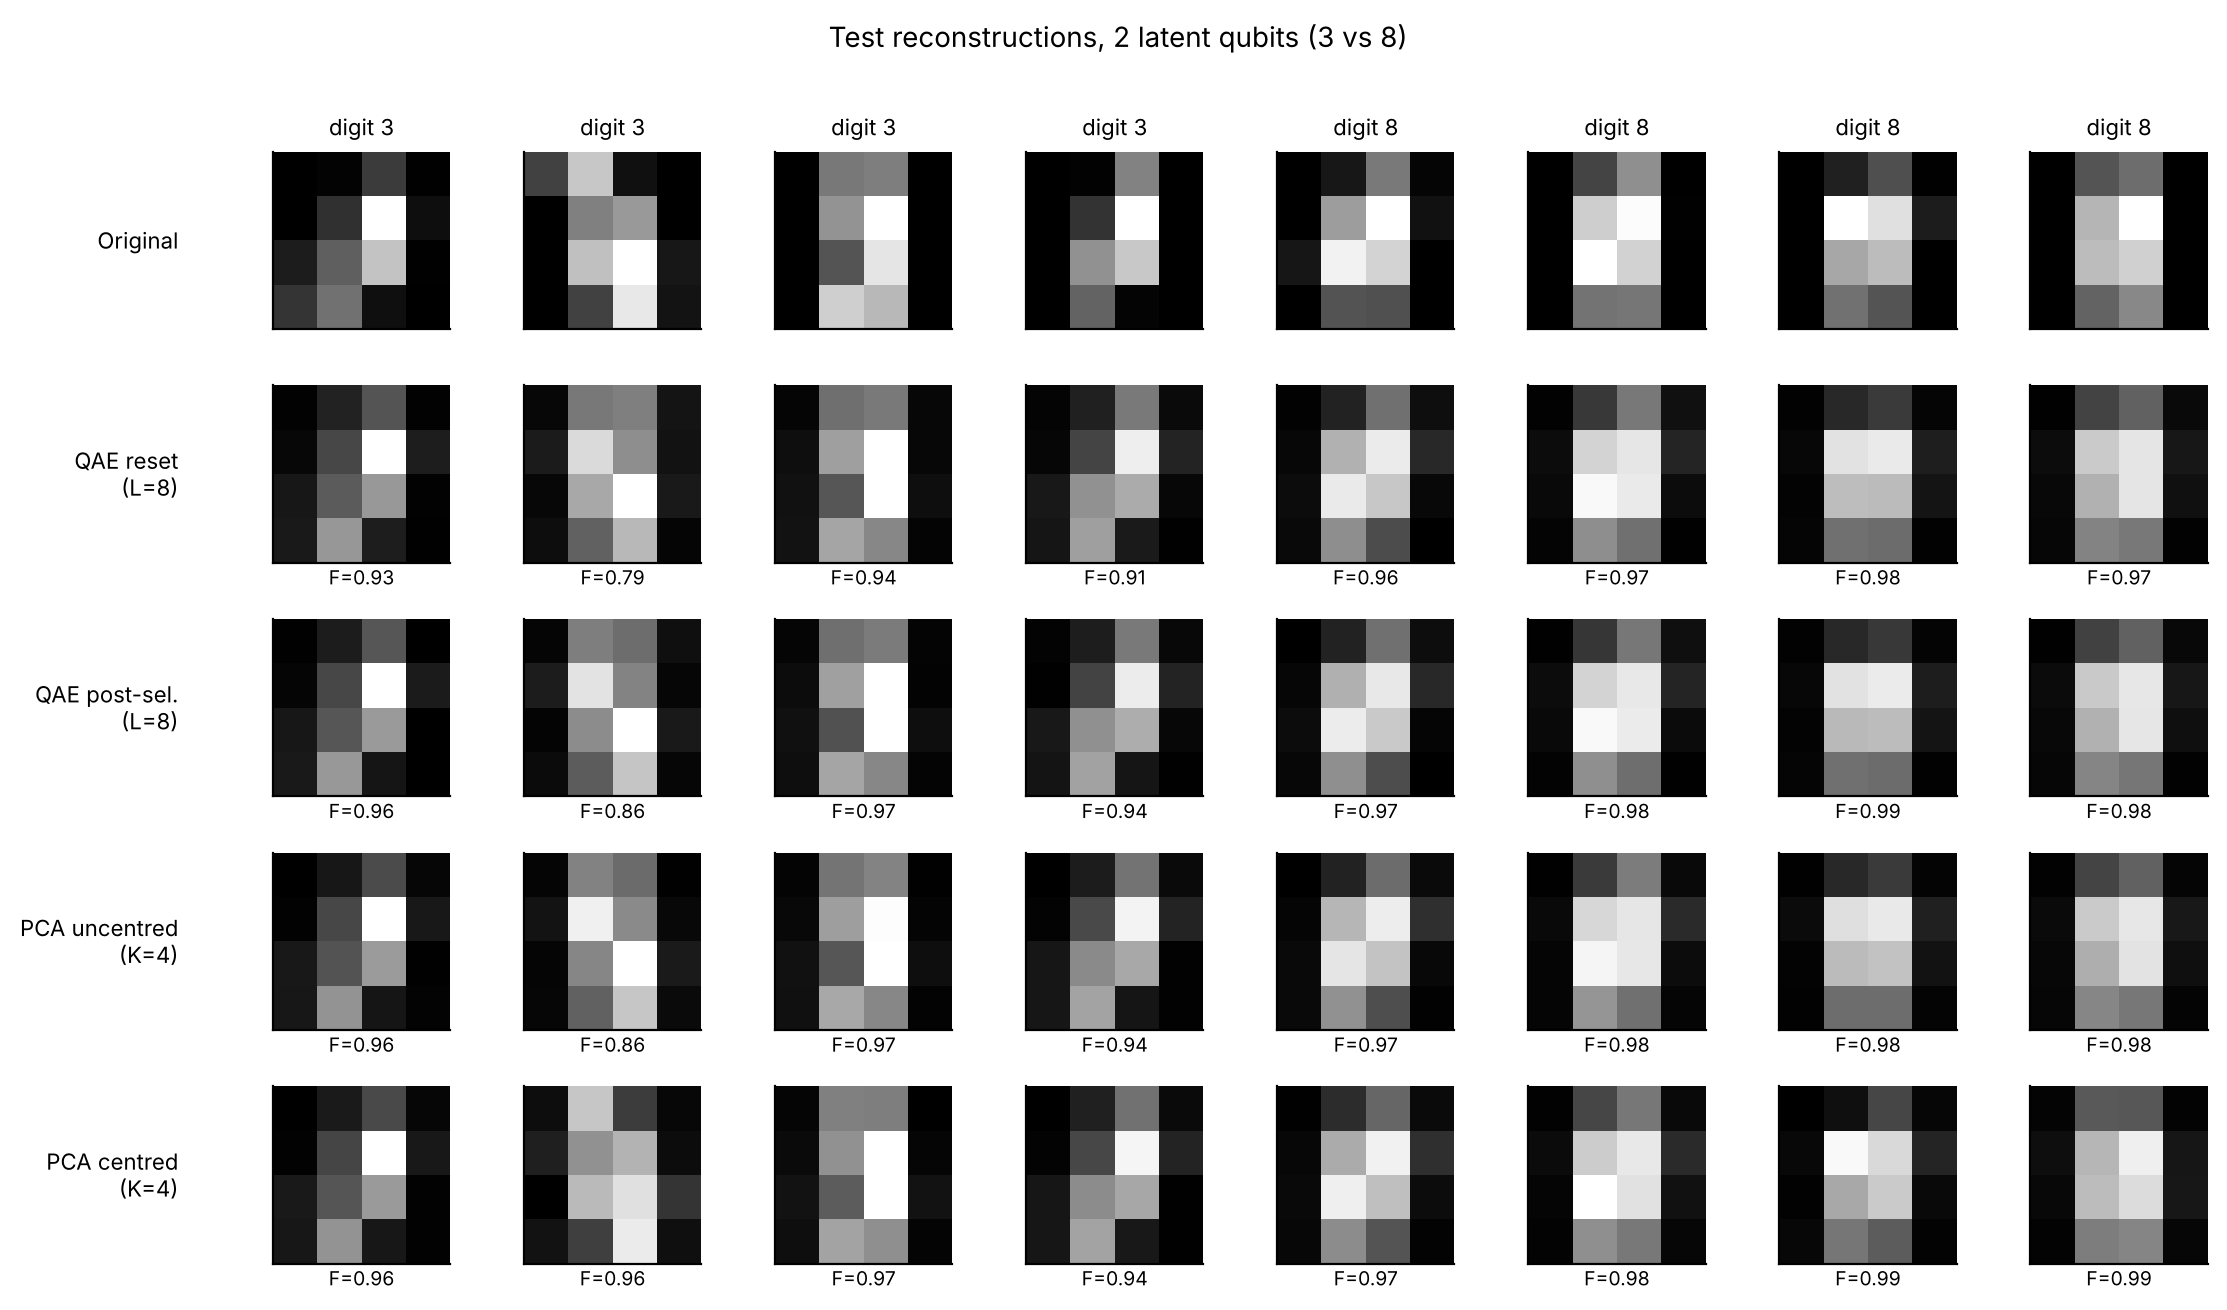 Test reconstructions, 2 latent qubits (3 vs 8)
digit 3 digit 3 digit 3 digit 3 digit 8 digit 8 digit 8 digit 8
Original
QAE reset
(L=8)
F=0.93 F=0.79 F=0.94 F=0.91 F=0.96 F=0.97 F=0.98 F=0.97
QAE post-sel.
(L=8)
F=0.96 F=0.86 F=0.97 F=0.94 F=0.97 F=0.98 F=0.99 F=0.98
PCA uncentred
(K=4)
F=0.96 F=0.86 F=0.97 F=0.94 F=0.97 F=0.98 F=0.98 F=0.98
PCA centred
(K=4)
F=0.96 F=0.96 F=0.97 F=0.94 F=0.97 F=0.98 F=0.99 F=0.99